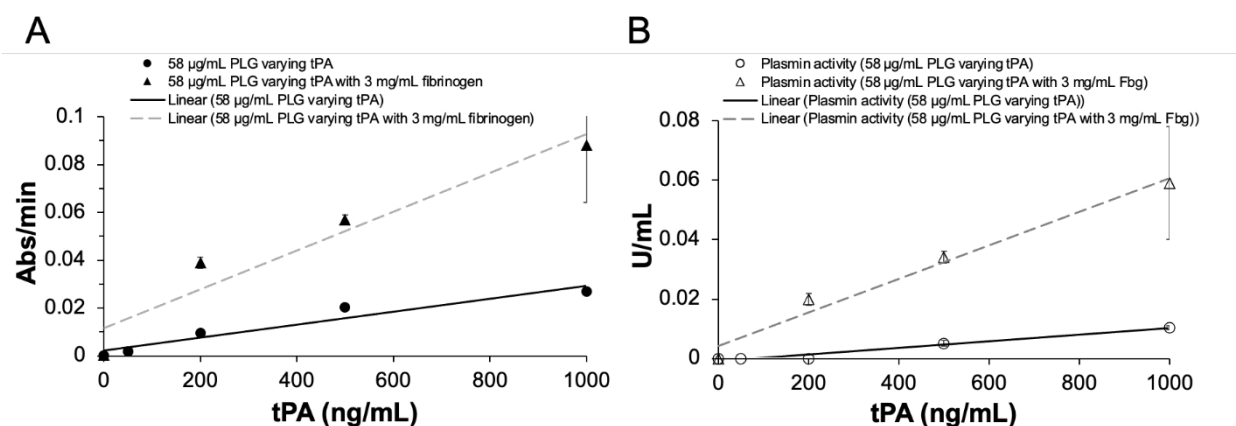 A
58 µg/mL PLG varying tPA
58 µg/mL PLG varying tPA with 3 mg/mL fibrinogen
Linear (58 µg/mL PLG varying tPA)
Linear (58 µg/mL PLG varying tPA with 3 mg/mL fibrinogen)
0.1
0.08
0.06
0.04
0.02
0
Abs/min
0 200 400 600 800 1000
tPA (ng/mL)
B
Plasmin activity (58 µg/mL PLG varying tPA)
Plasmin activity (58 µg/mL PLG varying tPA with 3 mg/mL Fbg)
Linear (Plasmin activity (58 µg/mL PLG varying tPA))
Linear (Plasmin activity (58 µg/mL PLG varying tPA with 3 mg/mL Fbg))
0.08
0.06
0.04
0.02
0
U/mL
0 200 400 600 800 1000
tPA (ng/mL)